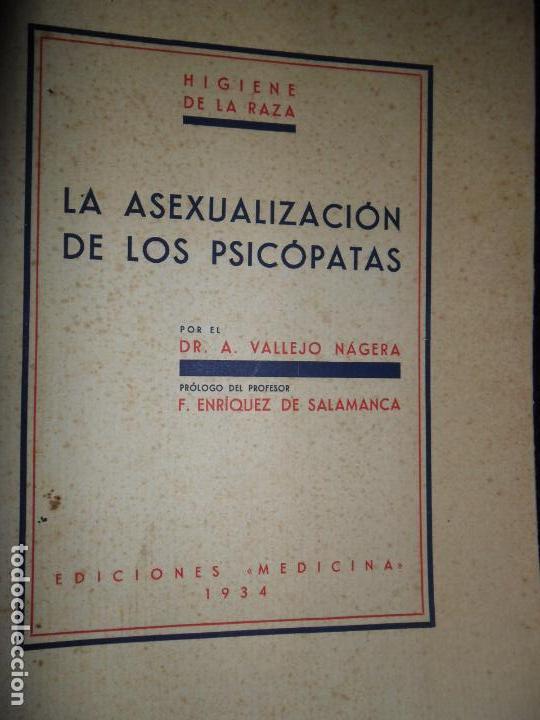 HIGIENE
DE LA RAZA
LA ASEXUALIZACIÓN
DE LOS PSICÓPATAS
POR EL
DR. A. VALLEJO NÁGERA
PRÓLOGO DEL PROFESOR
F. ENRÍQUEZ DE SALAMANCA
EDICIONES «MEDICINA»
1934
todocoleccion